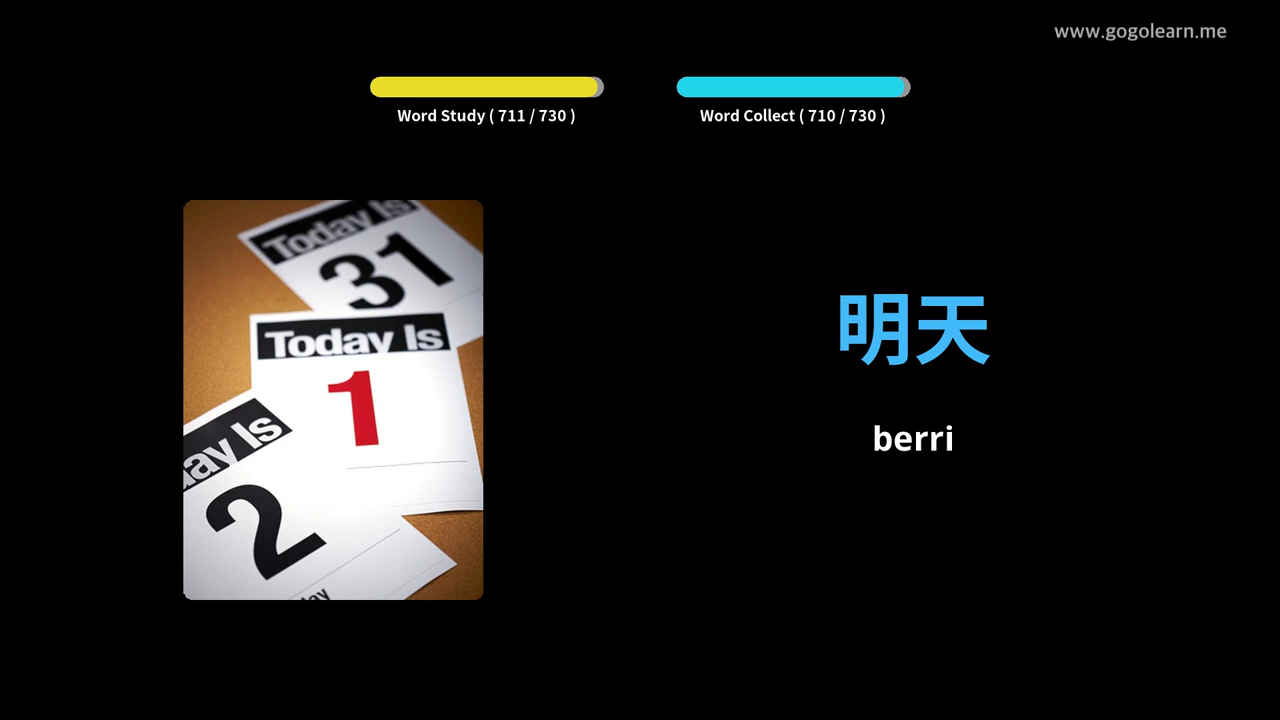 www.gogolearn.me
Word Study ( 711 / 730 )
Word Collect ( 710 / 730 )
Today Is
31
Today Is
1
ay Is
2
ay
明天
berri